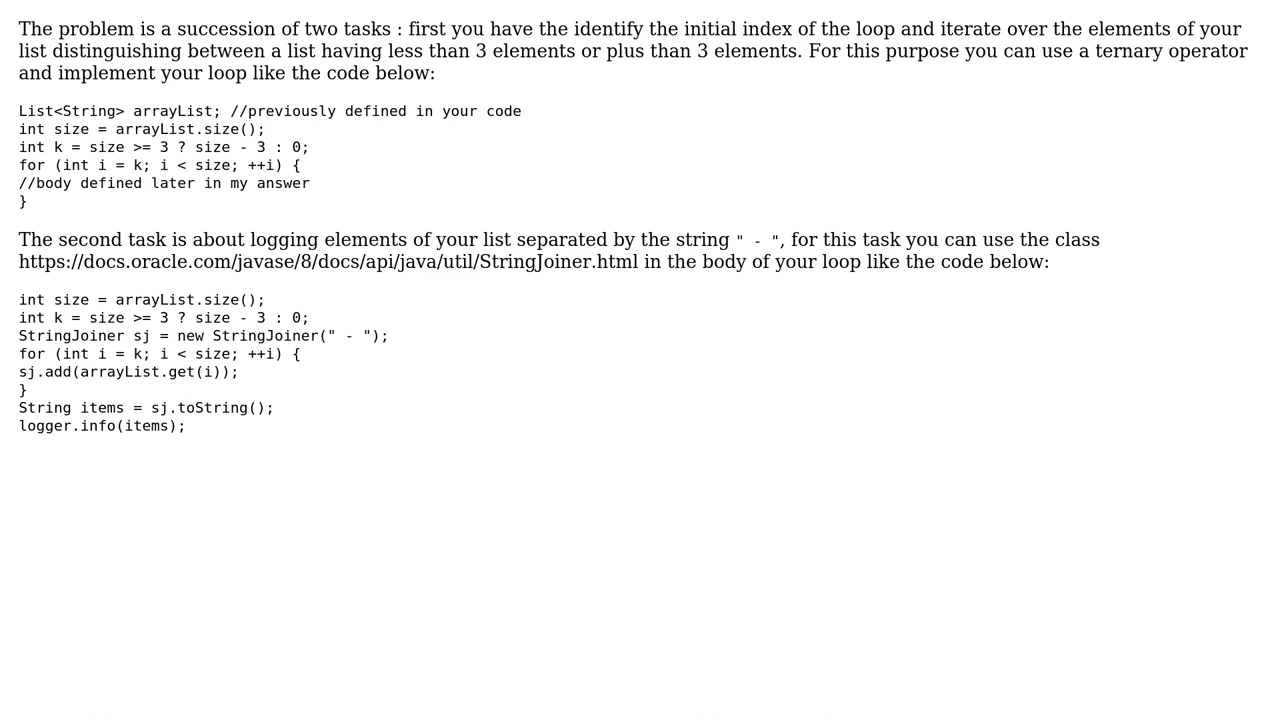 The problem is a succession of two tasks : first you have the identify the initial index of the loop and iterate over the elements of your
list distinguishing between a list having less than 3 elements or plus than 3 elements. For this purpose you can use a ternary operator
and implement your loop like the code below:
List<String> arrayList; //previously defined in your code
int size = arrayList.size();
int k = size >= 3 ? size - 3 : 0;
for (int i = k; i < size; ++i) {
//body defined later in my answer
}
The second task is about logging elements of your list separated by the string " - ", for this task you can use the class
https://docs.oracle.com/javase/8/docs/api/java/util/StringJoiner.html in the body of your loop like the code below:
int size = arrayList.size();
int k = size >= 3 ? size - 3 : 0;
StringJoiner sj = new StringJoiner(" - ");
for (int i = k; i < size; ++i) {
sj.add(arrayList.get(i));
}
String items = sj.toString();
logger.info(items);